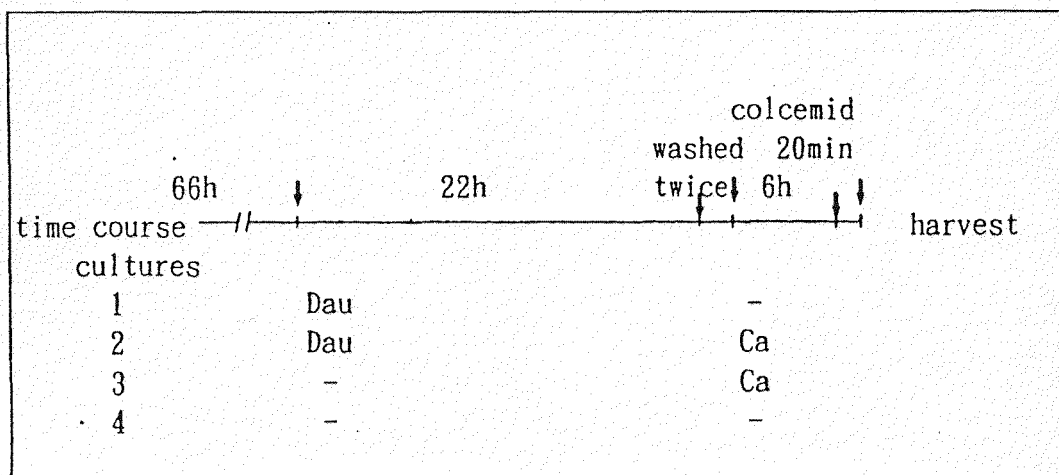 colcemid
washed 20min
66h 22h twice 6h
time course harvest
cultures
1 Dau -
2 Dau Ca
3 - Ca
4 - -